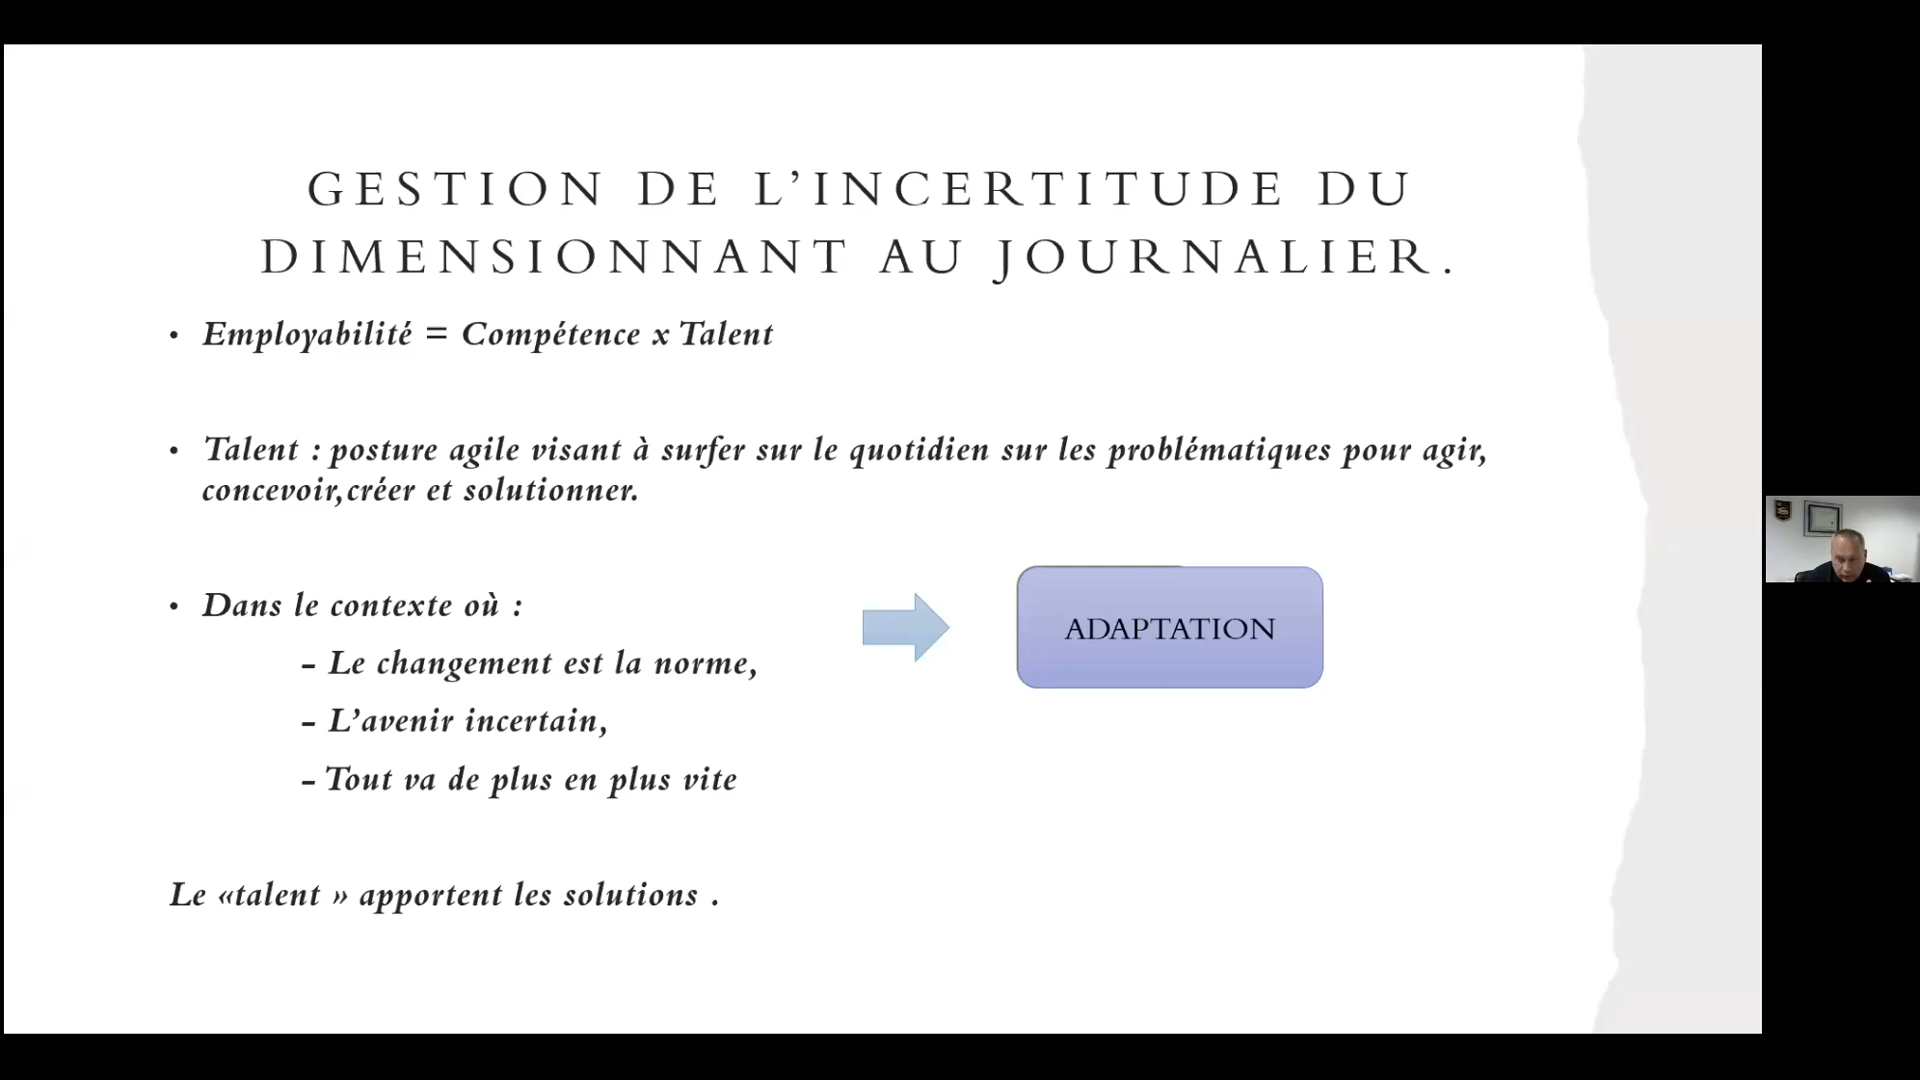 GESTION DE L’INCERTITUDE DU
DIMENSIONNANT AU JOURNALIER.
• Employabilité = Compétence x Talent
• Talent : posture agile visant à surfer sur le quotidien sur les problématiques pour agir,
concevoir,créer et solutionner.
• Dans le contexte où :
– Le changement est la norme,
– L’avenir incertain,
– Tout va de plus en plus vite
ADAPTATION
Le «talent » apportent les solutions .